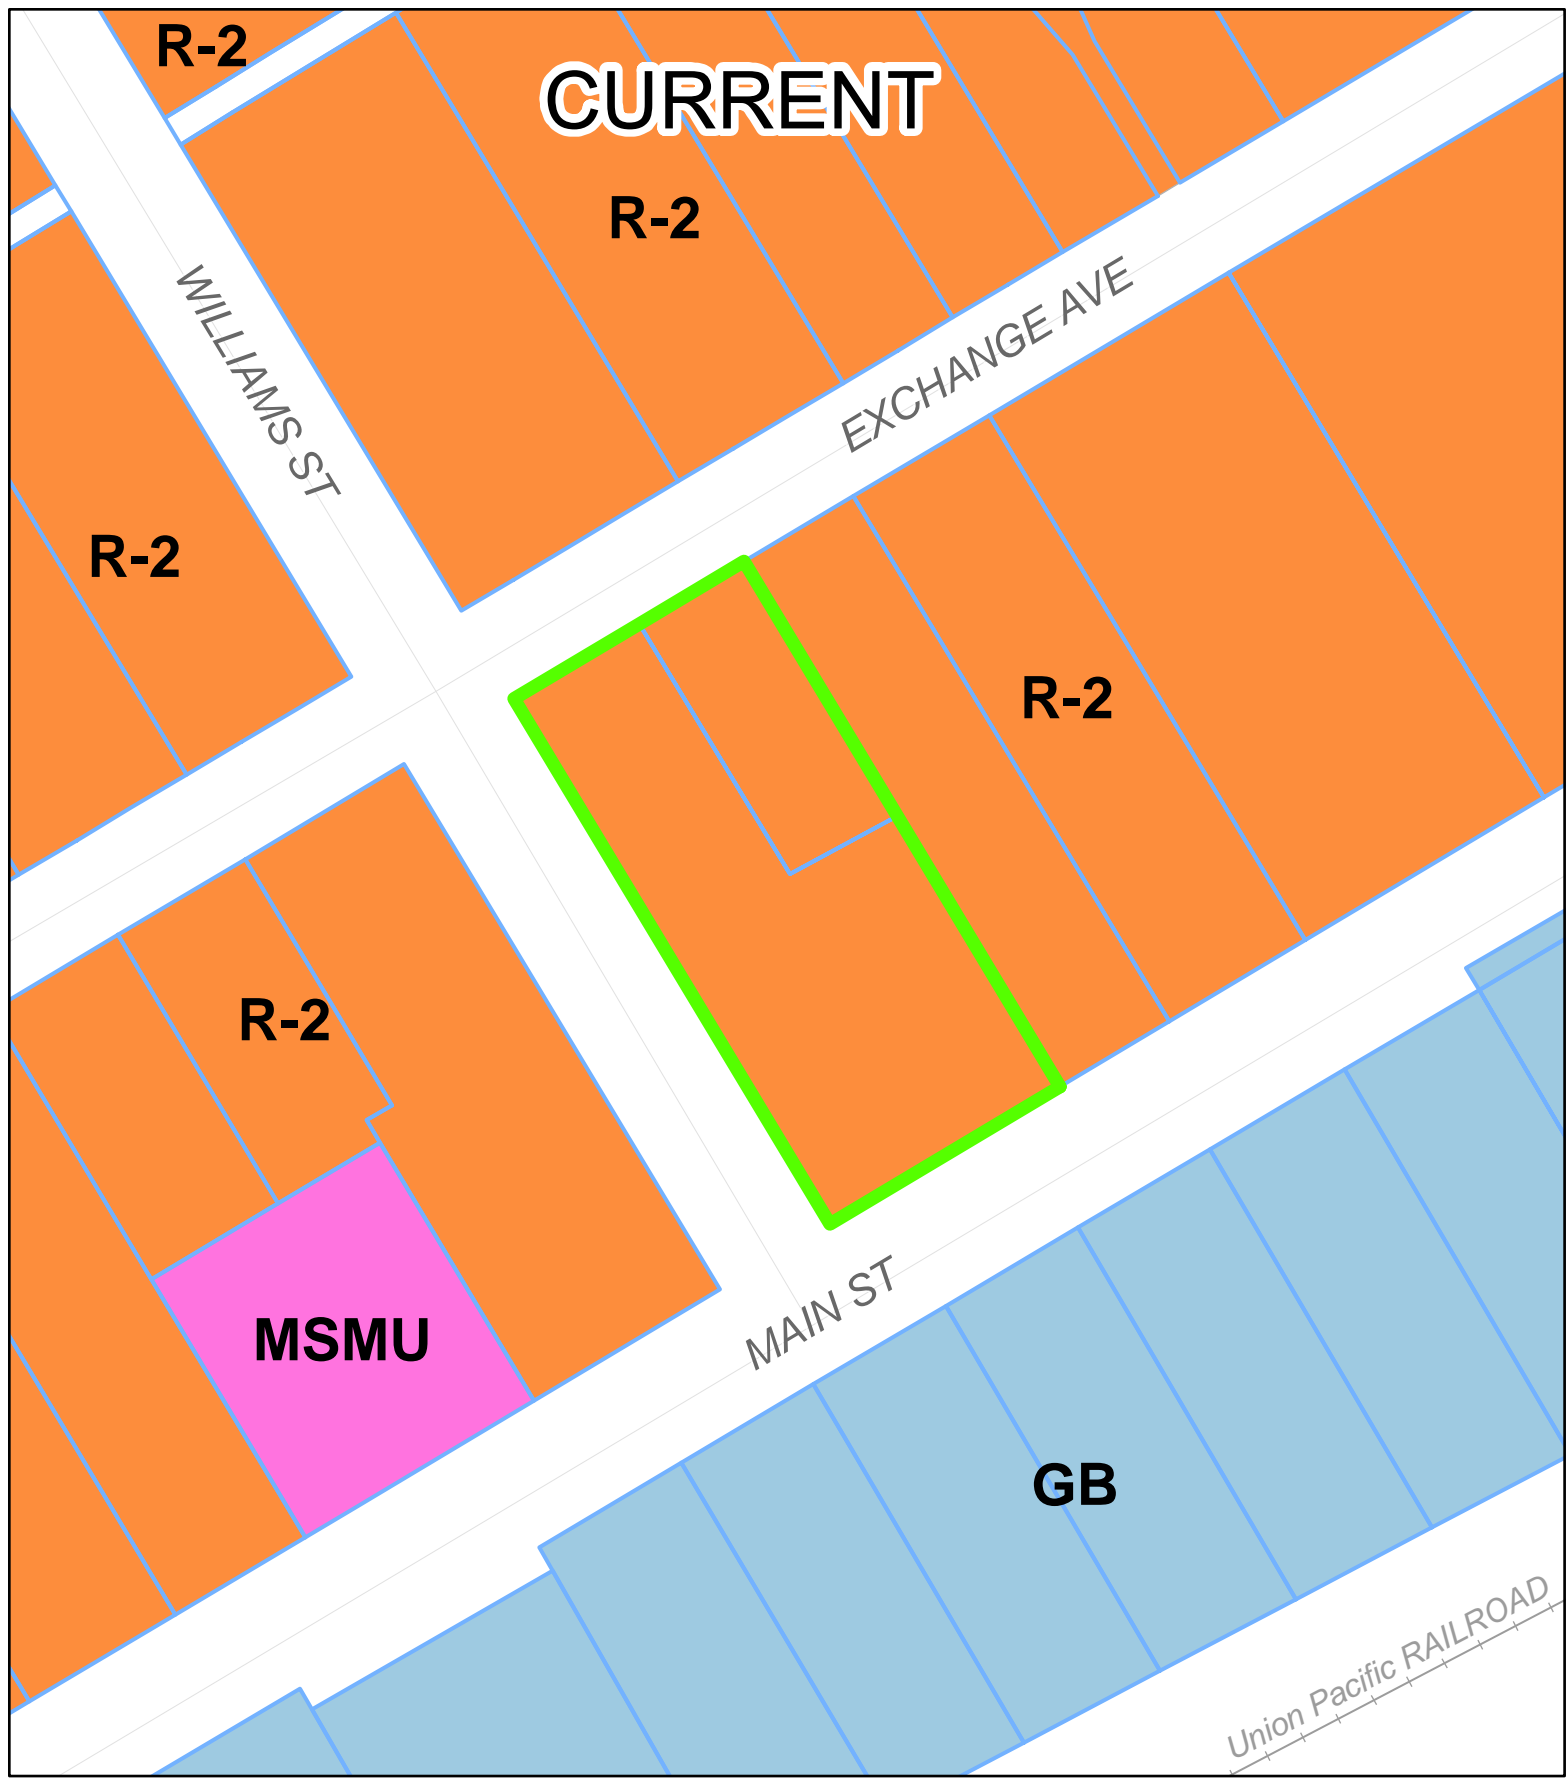 R-2
CURRENT
R-2
WILLIAMS ST
EXCHANGE AVE
R-2
R-2
R-2
MSMU
MAIN ST
GB
Union Pacific RAILROAD